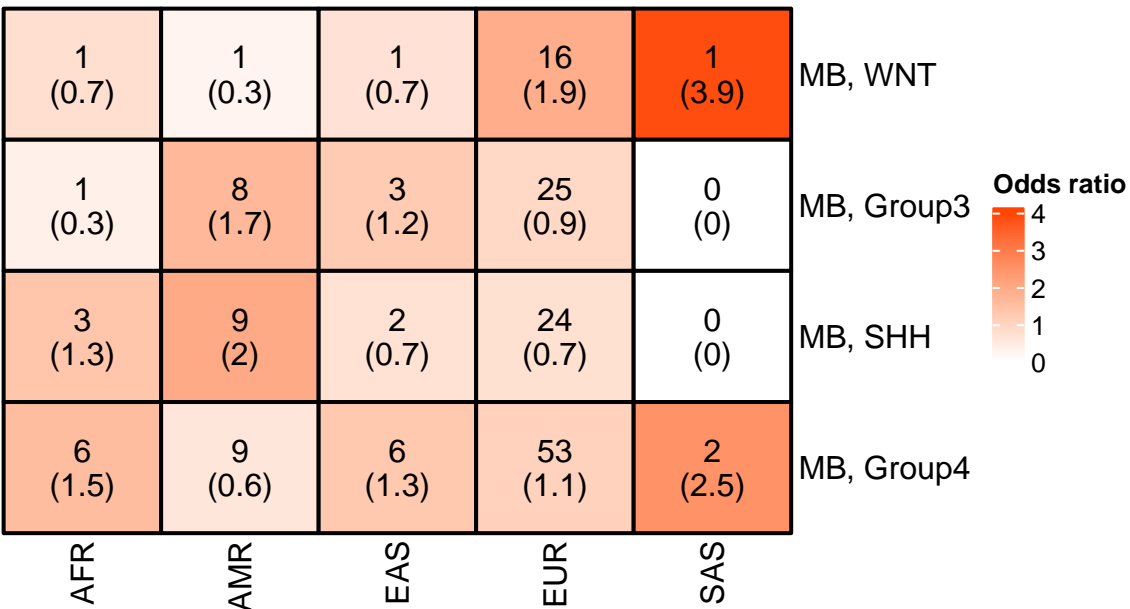 1 1 1 16 1
(0.7) (0.3) (0.7) (1.9) (3.9) MB, WNT
1 8 3 25 0
(0.3) (1.7) (1.2) (0.9) (0) MB, Group3
3 9 2 24 0
(1.3) (2) (0.7) (0.7) (0) MB, SHH
6 9 6 53 2
(1.5) (0.6) (1.3) (1.1) (2.5) MB, Group4
AFR AMR EAS EUR SAS
Odds ratio
4
3
2
1
0